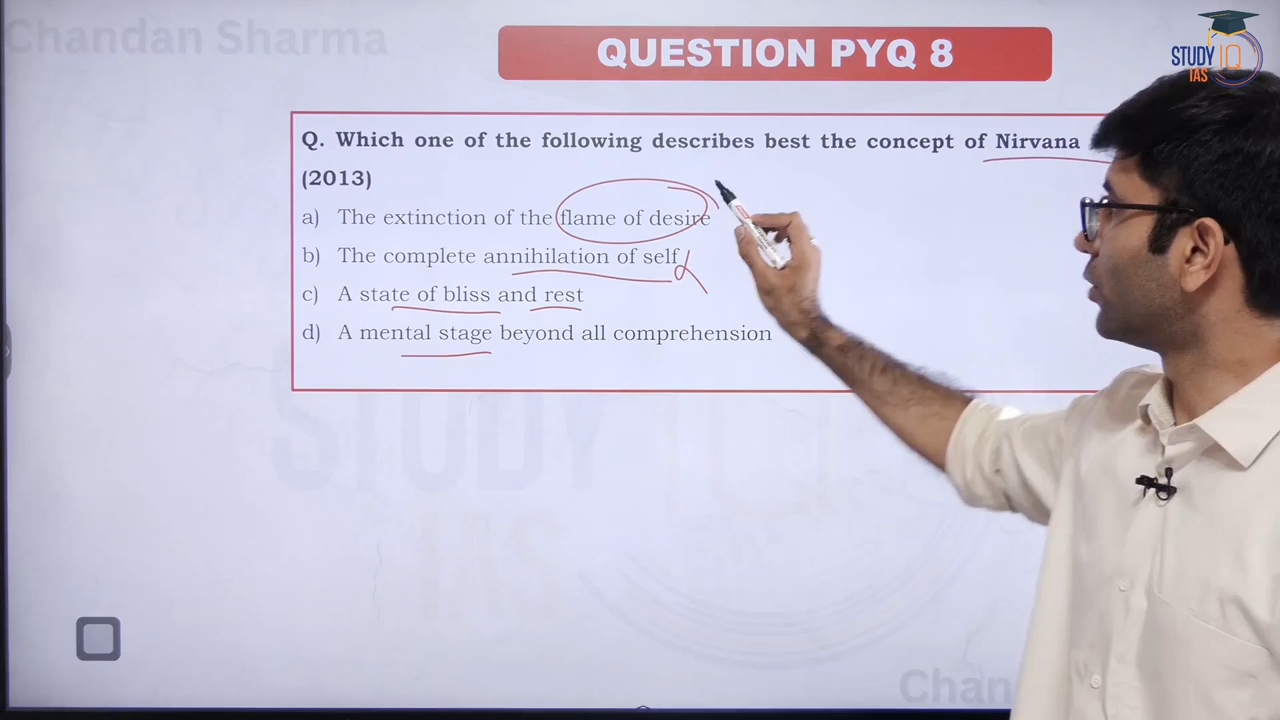 Chandan Sharma
QUESTION PYQ 8
STUDY IQ
IAS
Q. Which one of the following describes best the concept of Nirvana
(2013)
a) The extinction of the flame of desire
b) The complete annihilation of self
c) A state of bliss and rest
d) A mental stage beyond all comprehension
STUDY
IAS